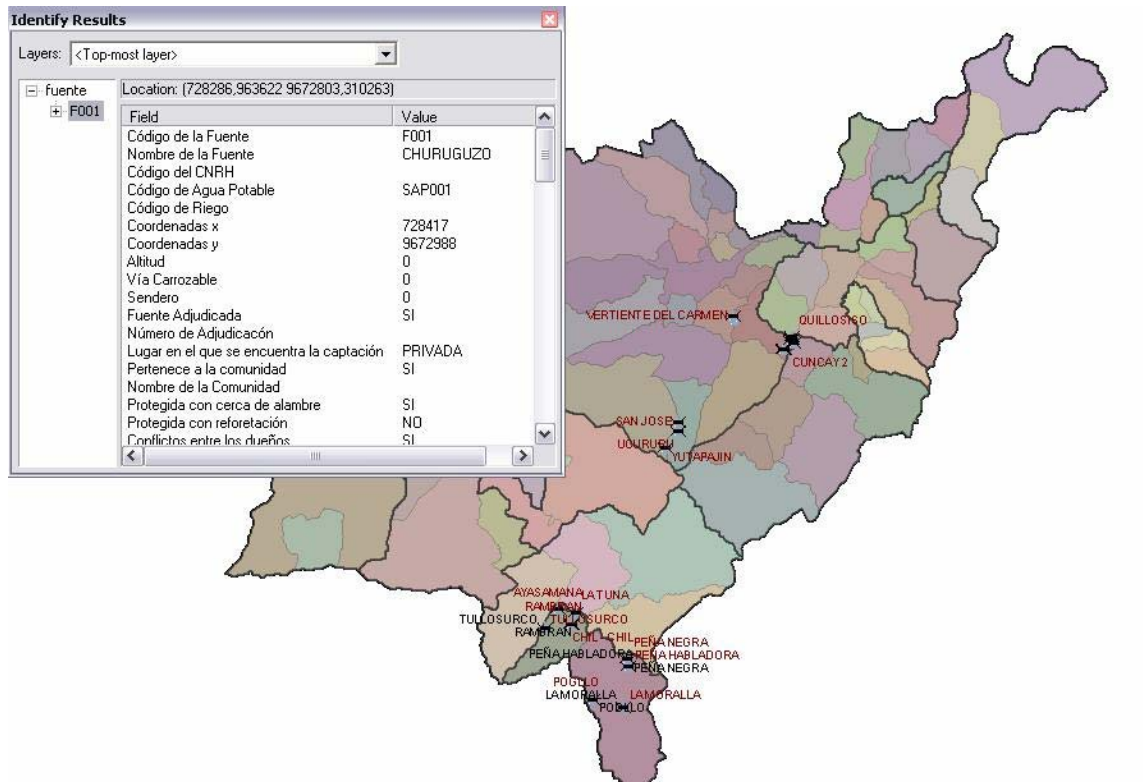 Identify Results
Layers: <Top-most layer>
fuente
F001
Location: (728286,963622 9672803,310263)
Field Value
Código de la Fuente F001
Nombre de la Fuente CHURUGUZO
Código del CNRH
Código de Agua Potable SAP001
Código de Riego
Coordenadas x 728417
Coordenadas y 9672988
Altitud 0
Vía Carrozable 0
Sendero 0
Fuente Adjudicada SI
Número de Adjudicacón
Lugar en el que se encuentra la captación PRIVADA
Pertenece a la comunidad SI
Nombre de la Comunidad
Protegida con cerca de alambre SI
Protegida con reforetación NO
Conflictos entre los dueños SI
VERTIENTE DEL CARMEN
QUILLOSISO
CUNCAY 2
SAN JOSE
UCURURU
YUTAPAJIN
AYASAMANA
LA TUNA
RAMBRAN
TULLOSURCO
TULLOSURCO
RAMBRAN
CHIL CHIL
PEÑA NEGRA
PEÑA HABLADORA
PEÑA HABLADORA
PEÑA NEGRA
POGLLO
LAMORALLA
LAMORALLA